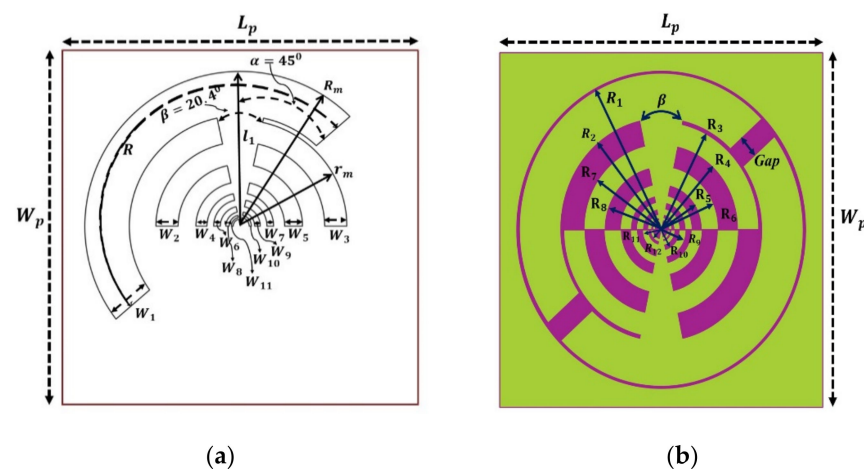 L_p
α = 45⁰
R_m
β = 20.4⁰
l_1
R
r_m
W_p
W_2 W_4 W_6 W_7 W_5 W_3
W_9
W_10
W_8
W_11
W_1
(a)
L_p
R_1
β
R_3
R_2
R_4
Gap
R_7
R_8
R_5
R_6
W_p
R_11
R_9
R_12
R_10
(b)